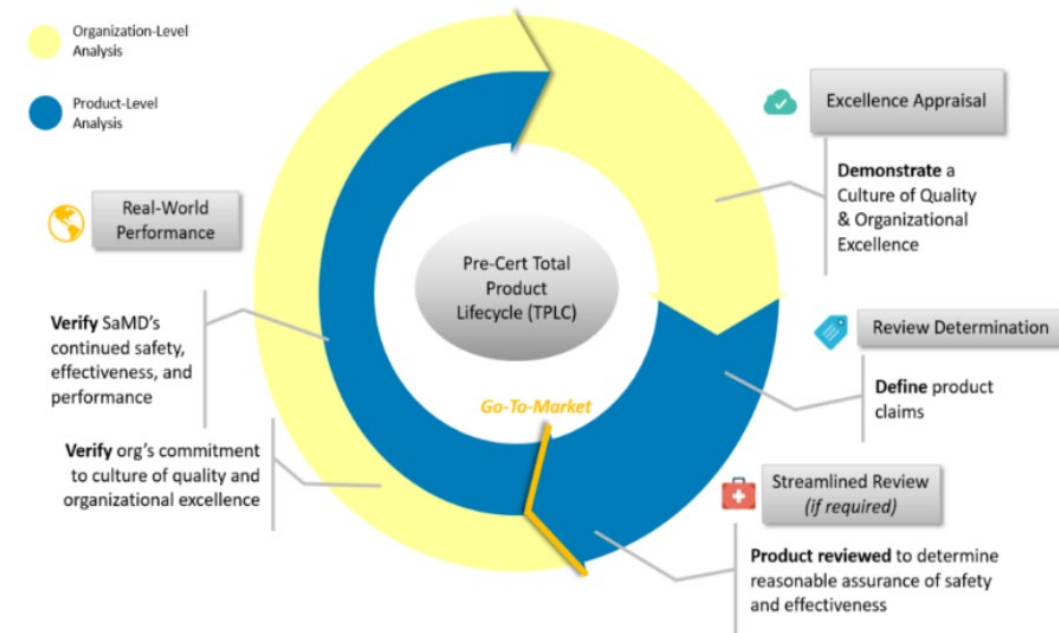 Organization-Level
Analysis
Product-Level
Analysis
Excellence Appraisal
Demonstrate a
Culture of Quality
& Organizational
Excellence
Real-World
Performance
Pre-Cert Total
Product
Lifecycle (TPLC)
Review Determination
Define product
claims
Verify SaMD's
continued safety,
effectiveness, and
performance
Go-To-Market
Verify org's commitment
to culture of quality and
organizational excellence
Streamlined Review
(if required)
Product reviewed to determine
reasonable assurance of safety
and effectiveness